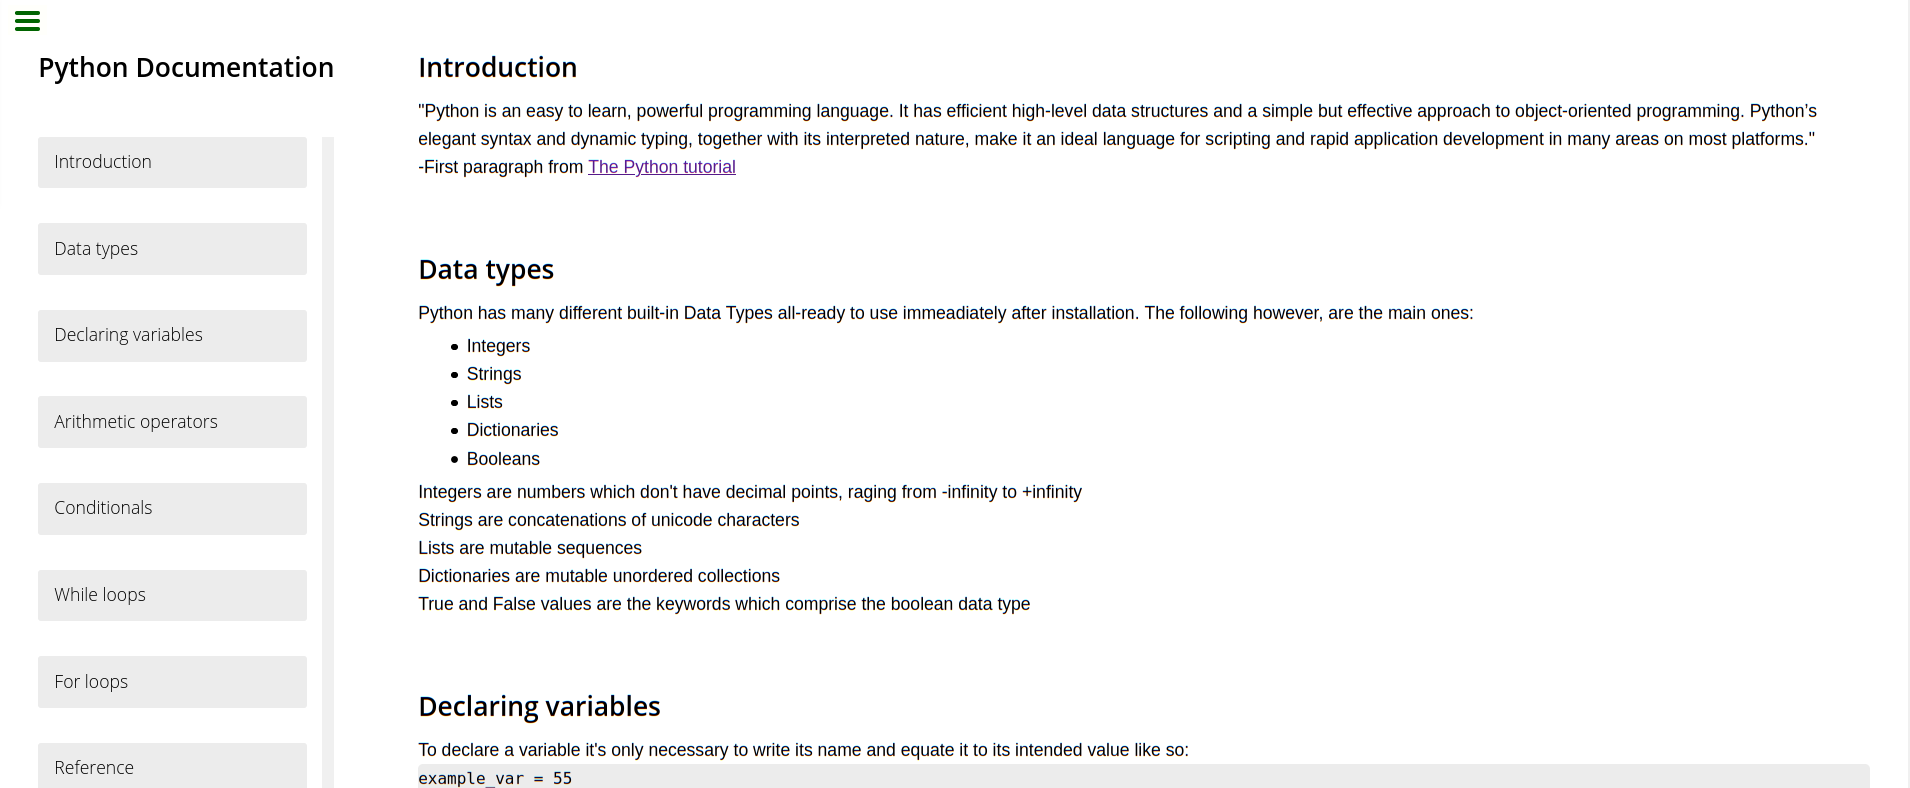 Python Documentation
Introduction
Data types
Declaring variables
Arithmetic operators
Conditionals
While loops
For loops
Reference
Introduction
"Python is an easy to learn, powerful programming language. It has efficient high-level data structures and a simple but effective approach to object-oriented programming. Python's
elegant syntax and dynamic typing, together with its interpreted nature, make it an ideal language for scripting and rapid application development in many areas on most platforms."
-First paragraph from The Python tutorial
Data types
Python has many different built-in Data Types all-ready to use immeadiately after installation. The following however, are the main ones:
Integers
Strings
Lists
Dictionaries
Booleans
Integers are numbers which don't have decimal points, raging from -infinity to +infinity
Strings are concatenations of unicode characters
Lists are mutable sequences
Dictionaries are mutable unordered collections
True and False values are the keywords which comprise the boolean data type
Declaring variables
To declare a variable it's only necessary to write its name and equate it to its intended value like so:
example_var = 55